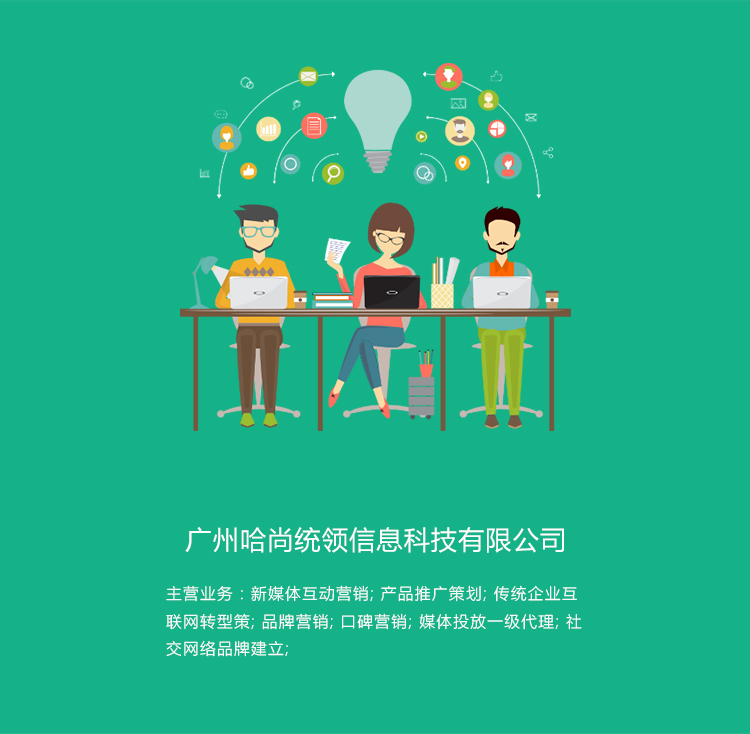 广州哈尚统领信息科技有限公司
主营业务：新媒体互动营销; 产品推广策划; 传统企业互
联网转型策; 品牌营销; 口碑营销; 媒体投放一级代理; 社
交网络品牌建立;